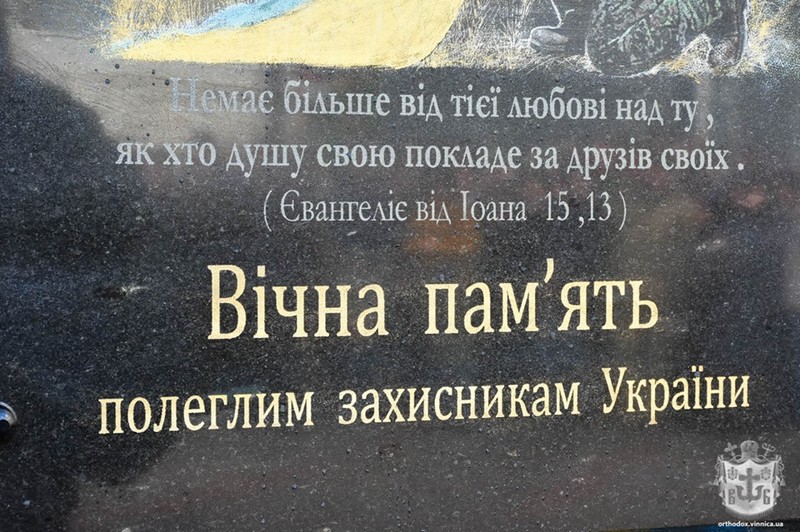 Немає більше від тієї любові над ту ,
як хто душу свою покладе за друзів своїх .
( Євангеліє від Іоана 15 ,13 )
Вічна пам’ять
полеглим захисникам України
В Б
orthodox.vinnica.ua